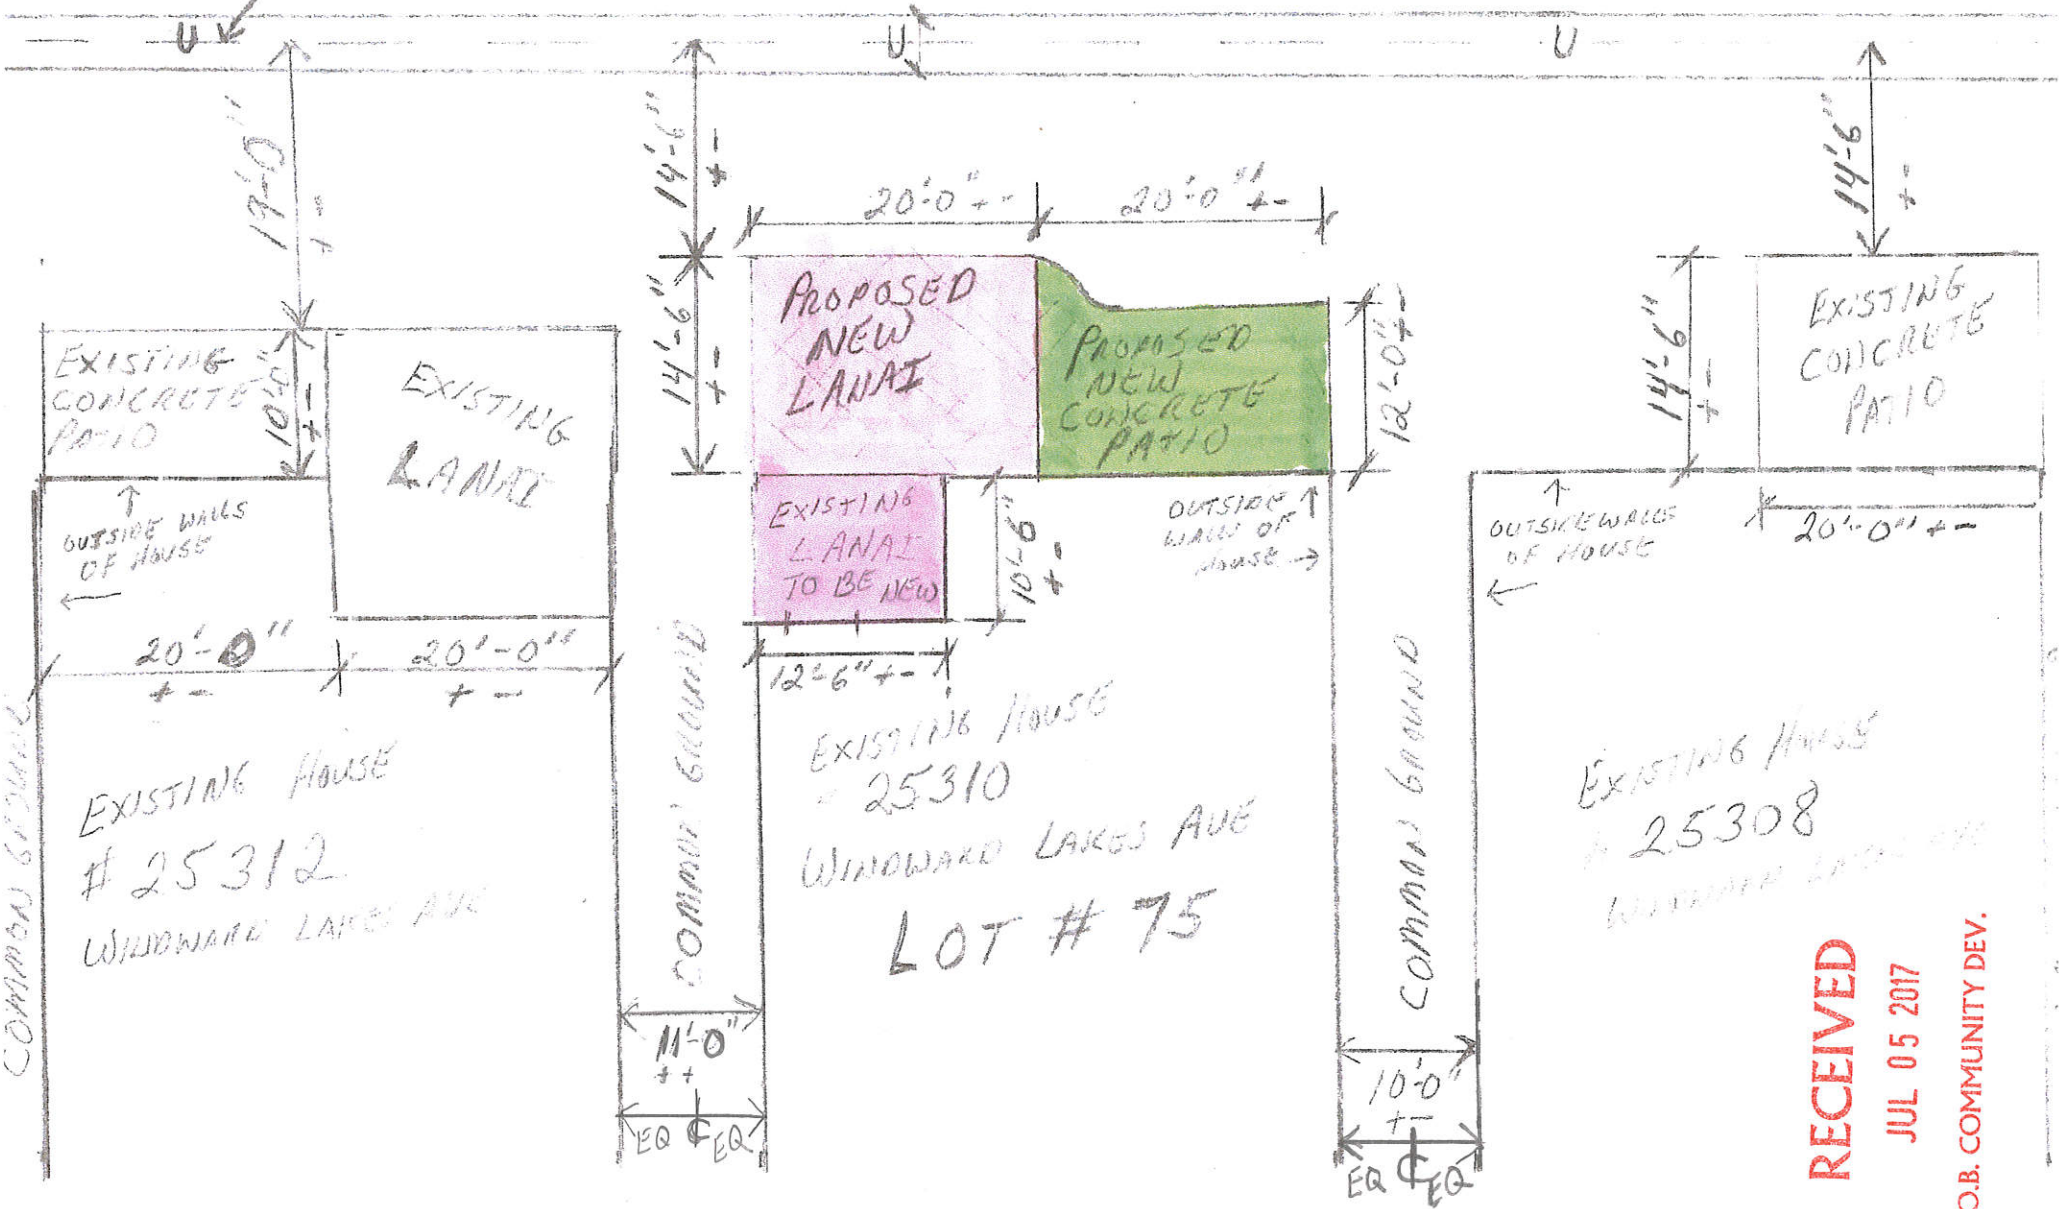 U
U
U
19'-0"
+ -
14'-6"
+ -
14'-6"
+ -
20'-0" + -
20'-0" + -
14'-6"
+ -
PROPOSED
NEW
LANAI
PROPOSED
NEW
CONCRETE
PATIO
12'-0" + -
14'-6"
+ -
EXISTING
CONCRETE
PATIO
EXISTING
CONCRETE
PATIO
10'-0"
+ -
EXISTING
LANAI
EXISTING
LANAI
TO BE NEW
10'-6"
+ -
OUTSIDE WALLS
OF HOUSE
OUTSIDE
WALLS OF
HOUSE
OUTSIDE WALLS
OF HOUSE
20'-0" + -
20'-0"
+ -
20'-0"
+ -
12'-6" + -
COMMON GROUND
COMMON GROUND
COMMON GROUND
EXISTING HOUSE
# 25312
WINDWARD LAKES AVE
EXISTING HOUSE
25310
WINDWARD LAKES AVE
LOT # 75
EXISTING HOUSE
25308
11'-0"
+ +
EQ ℄ EQ
10'-0"
+ -
EQ ℄ EQ
RECEIVED
JUL 05 2017
O.B. COMMUNITY DEV.